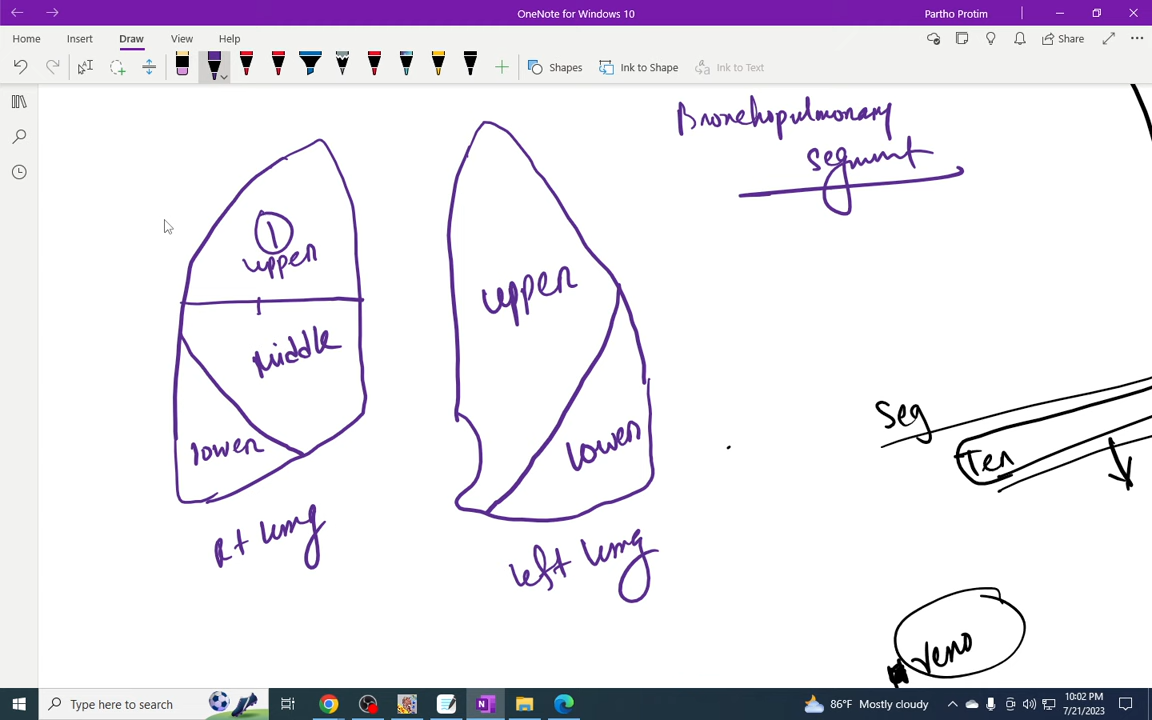 OneNote for Windows 10
Partho Protim
Home Insert Draw View Help
Share
Shapes
Ink to Shape
Ink to Text
Bronchopulmonary
segment
1
upper
Middle
lower
Rt lung
upper
lower
left lung
Seg
Ten
Veno
Type here to search
86°F Mostly cloudy
10:02 PM
7/21/2023